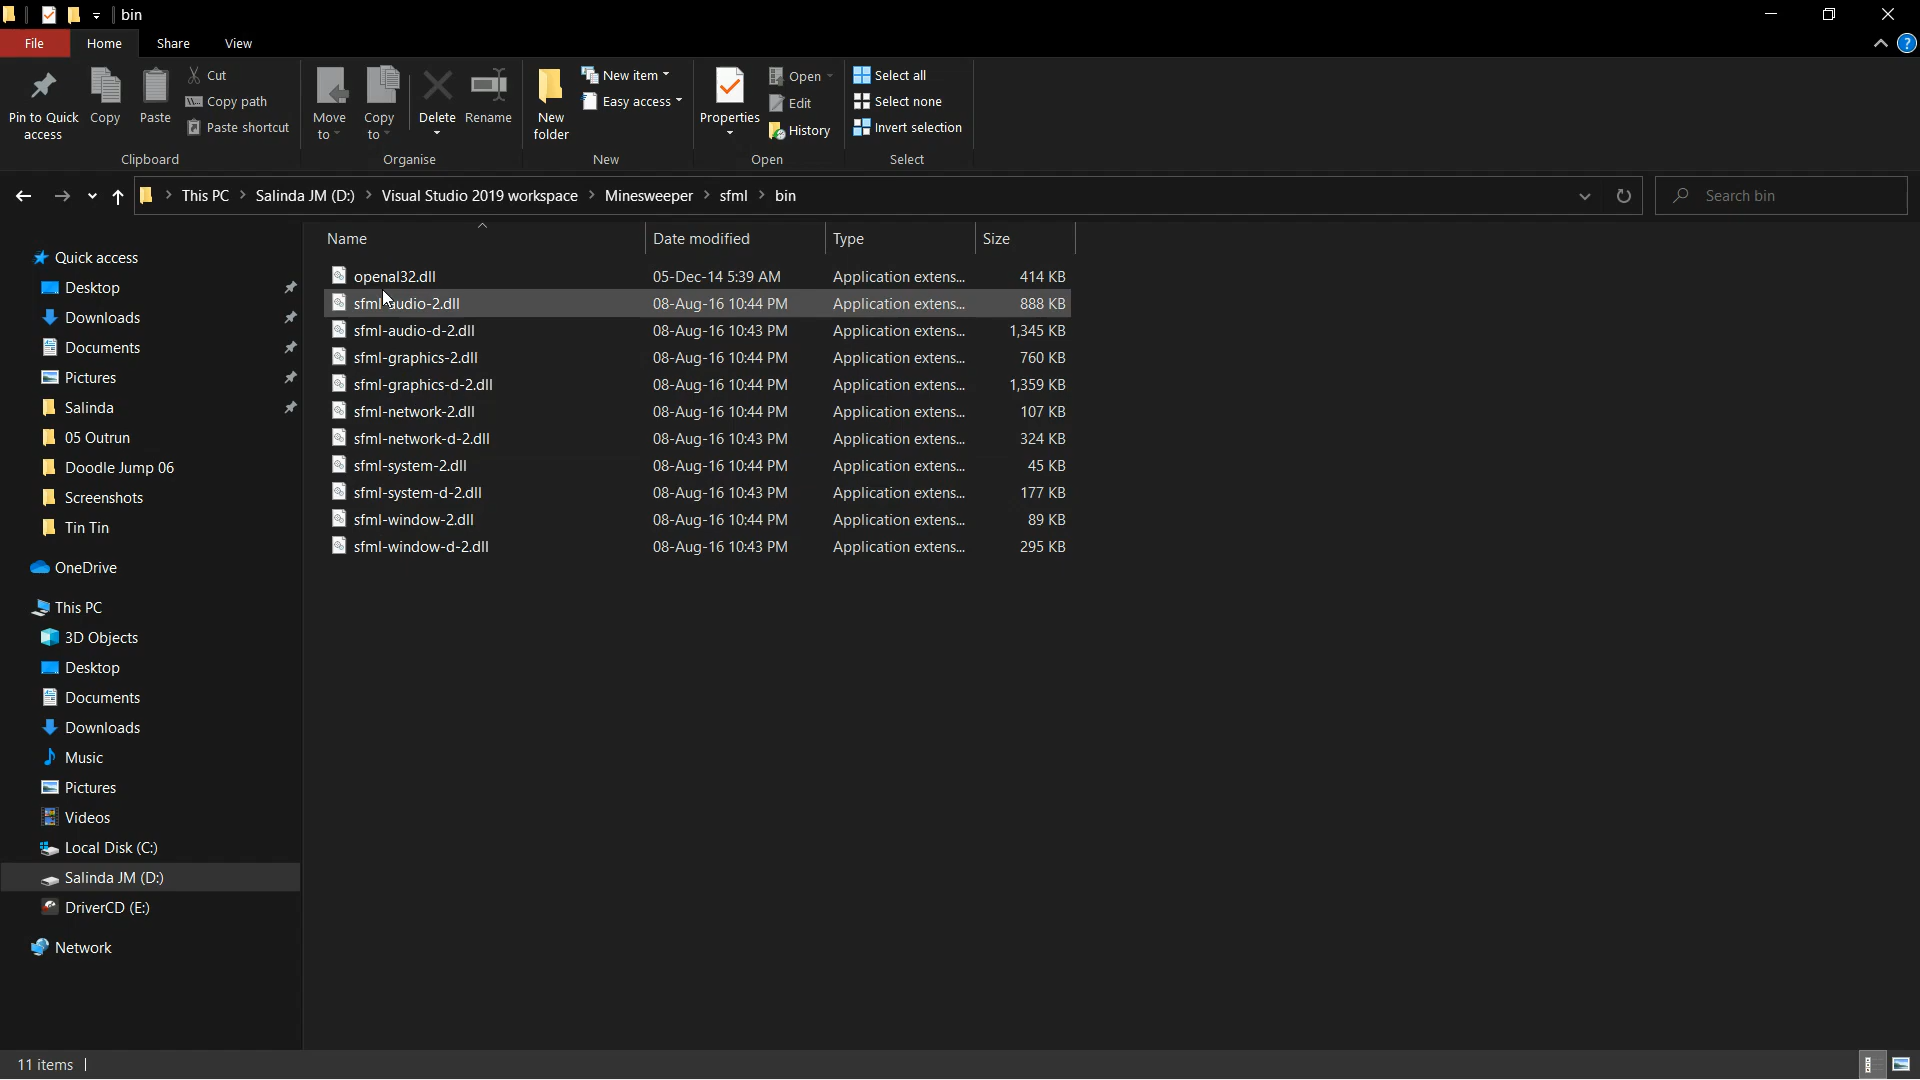 bin
File Home Share View
Pin to Quick access
Copy
Paste
Cut
Copy path
Paste shortcut
Clipboard
Move to
Copy to
Delete
Rename
Organise
New folder
New item
Easy access
New
Properties
Open
Edit
History
Open
Select all
Select none
Invert selection
Select
This PC Salinda JM (D:) Visual Studio 2019 workspace Minesweeper sfml bin
Search bin
Quick access
Desktop
Downloads
Documents
Pictures
Salinda
05 Outrun
Doodle Jump 06
Screenshots
Tin Tin
OneDrive
This PC
3D Objects
Desktop
Documents
Downloads
Music
Pictures
Videos
Local Disk (C:)
Salinda JM (D:)
DriverCD (E:)
Network
Name Date modified Type Size
openal32.dll 05-Dec-14 5:39 AM Application extens... 414 KB
sfml-audio-2.dll 08-Aug-16 10:44 PM Application extens... 888 KB
sfml-audio-d-2.dll 08-Aug-16 10:43 PM Application extens... 1,345 KB
sfml-graphics-2.dll 08-Aug-16 10:44 PM Application extens... 760 KB
sfml-graphics-d-2.dll 08-Aug-16 10:44 PM Application extens... 1,359 KB
sfml-network-2.dll 08-Aug-16 10:44 PM Application extens... 107 KB
sfml-network-d-2.dll 08-Aug-16 10:43 PM Application extens... 324 KB
sfml-system-2.dll 08-Aug-16 10:44 PM Application extens... 45 KB
sfml-system-d-2.dll 08-Aug-16 10:43 PM Application extens... 177 KB
sfml-window-2.dll 08-Aug-16 10:44 PM Application extens... 89 KB
sfml-window-d-2.dll 08-Aug-16 10:43 PM Application extens... 295 KB
11 items